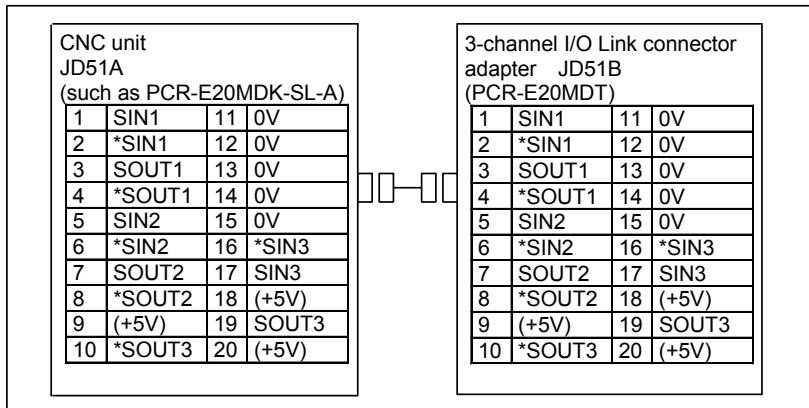 CNC unit
JD51A
(such as PCR-E20MDK-SL-A)
1 SIN1 11 0V
2 *SIN1 12 0V
3 SOUT1 13 0V
4 *SOUT1 14 0V
5 SIN2 15 0V
6 *SIN2 16 *SIN3
7 SOUT2 17 SIN3
8 *SOUT2 18 (+5V)
9 (+5V) 19 SOUT3
10 *SOUT3 20 (+5V)
3-channel I/O Link connector
adapter JD51B
(PCR-E20MDT)
1 SIN1 11 0V
2 *SIN1 12 0V
3 SOUT1 13 0V
4 *SOUT1 14 0V
5 SIN2 15 0V
6 *SIN2 16 *SIN3
7 SOUT2 17 SIN3
8 *SOUT2 18 (+5V)
9 (+5V) 19 SOUT3
10 *SOUT3 20 (+5V)